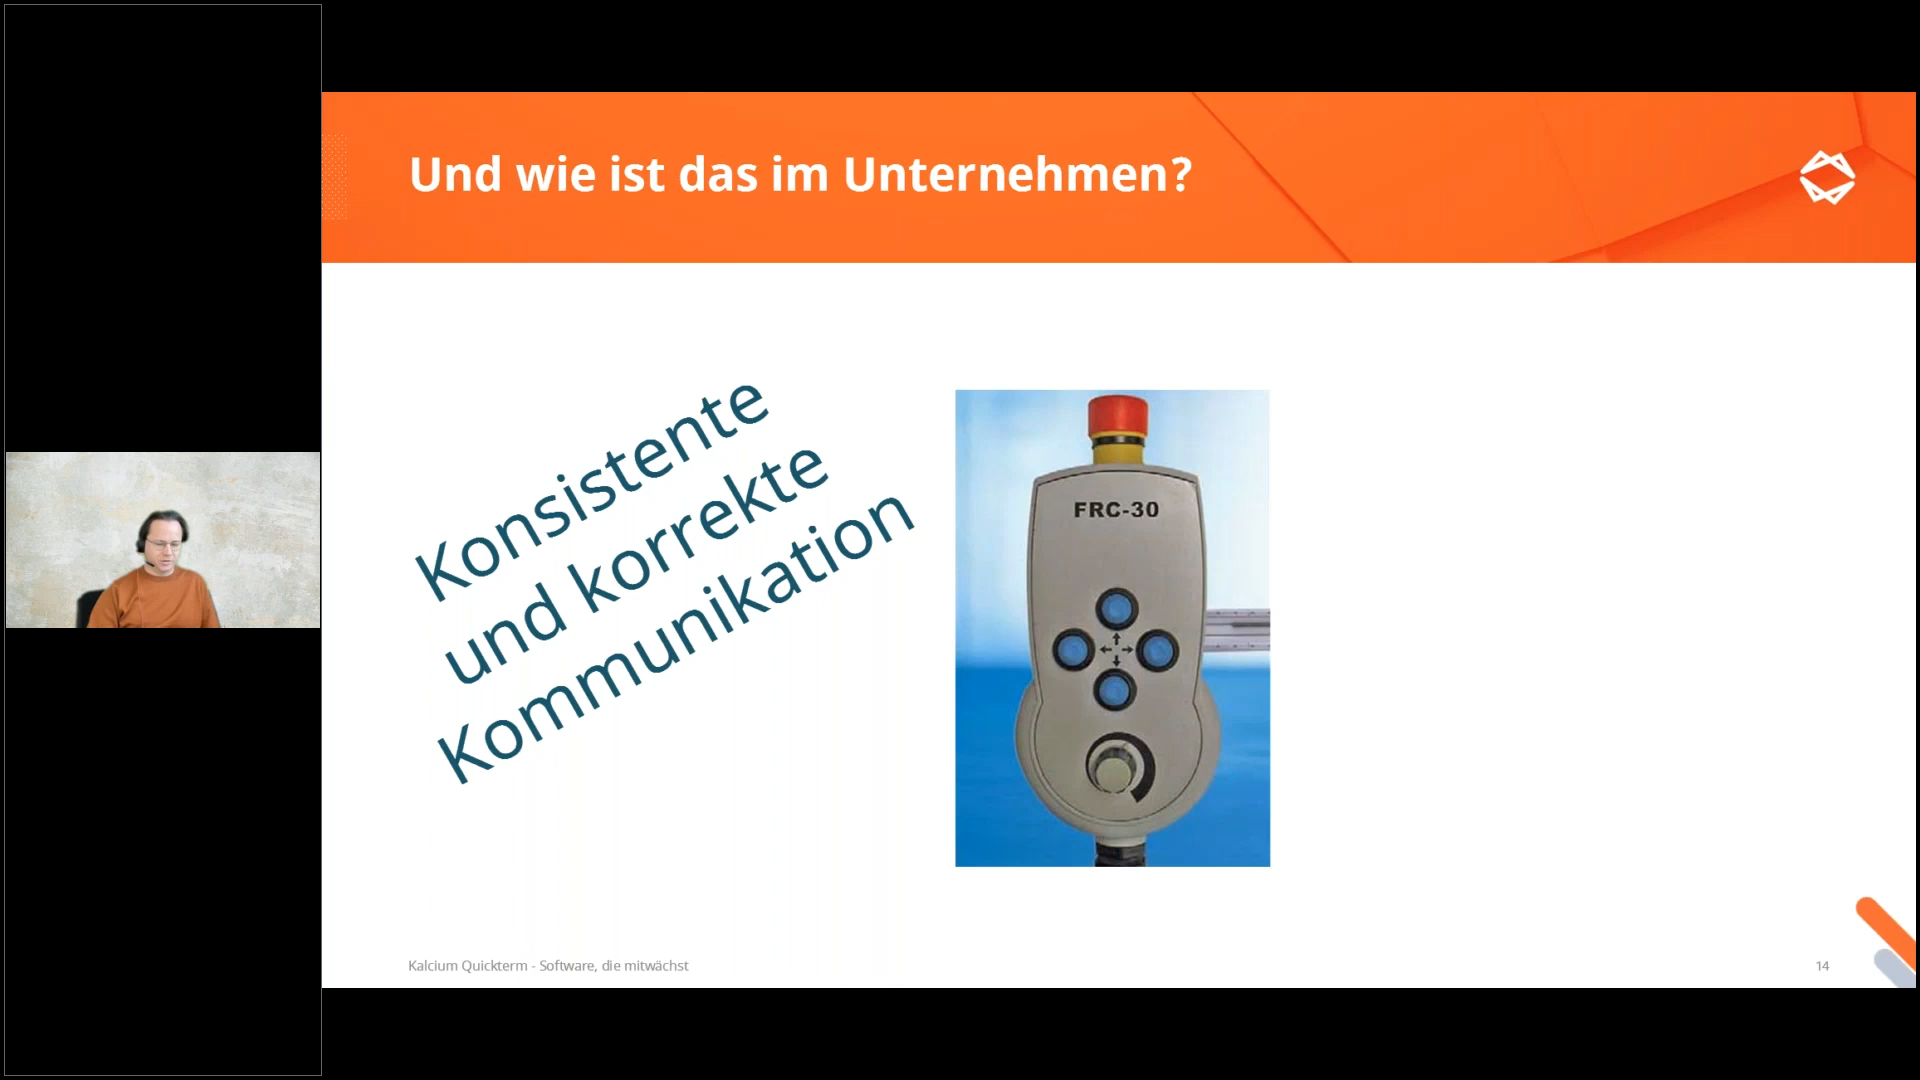 Und wie ist das im Unternehmen?
Konsistente
und korrekte
Kommunikation
FRC-30
Kalcium Quickterm - Software, die mitwächst
14